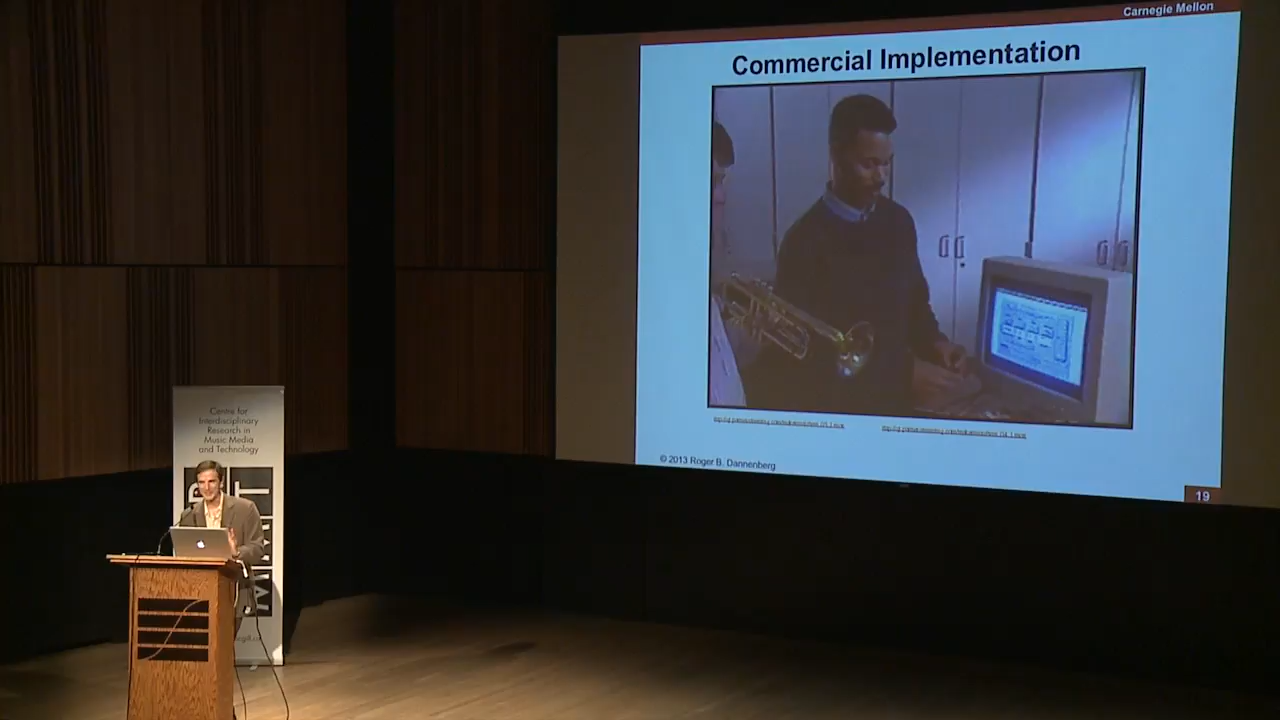 Carnegie Mellon
Commercial Implementation
© 2013 Roger B. Dannenberg
19
Centre for
Interdisciplinary
Research in
Music Media
and Technology